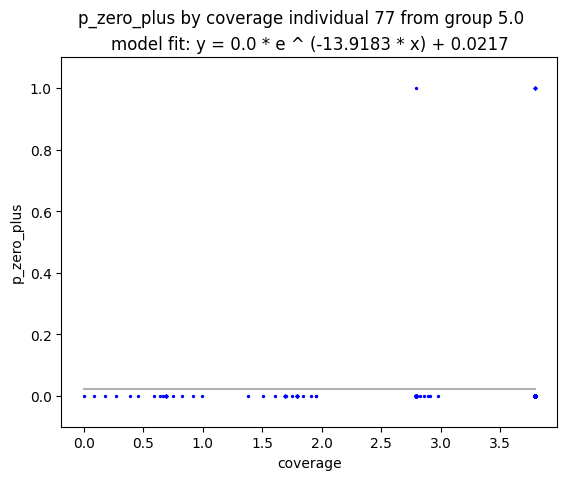 p_zero_plus by coverage individual 77 from group 5.0
model fit: y = 0.0 * e ^ (-13.9183 * x) + 0.0217
1.0
0.8
0.6
0.4
0.2
0.0
p_zero_plus
0.0 0.5 1.0 1.5 2.0 2.5 3.0 3.5
coverage